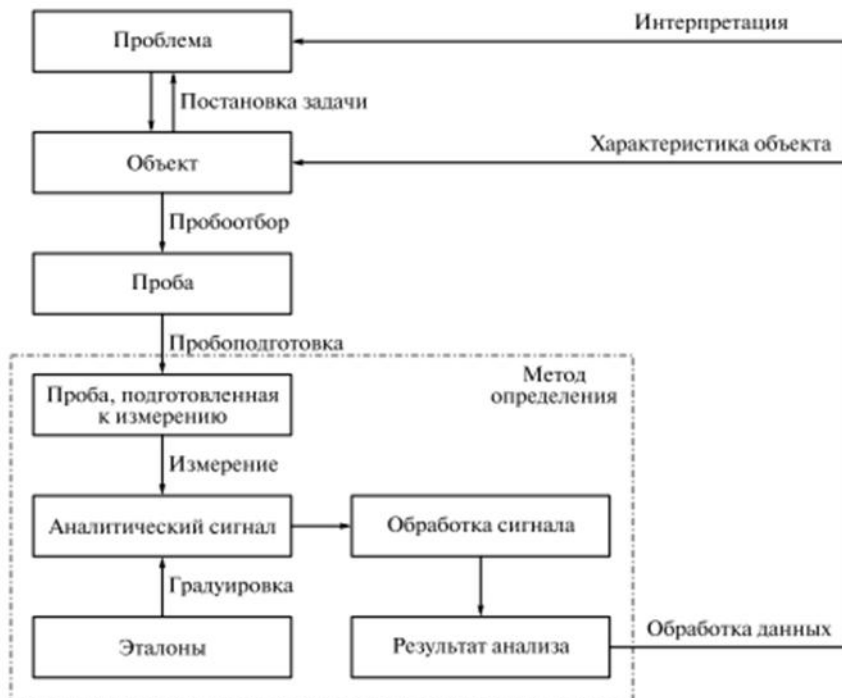 Проблема
Интерпретация
Постановка задачи
Объект
Характеристика объекта
Пробоотбор
Проба
Пробоподготовка
Метод
определения
Проба, подготовленная
к измерению
Измерение
Аналитический сигнал
Обработка сигнала
Градуировка
Эталоны
Результат анализа
Обработка данных